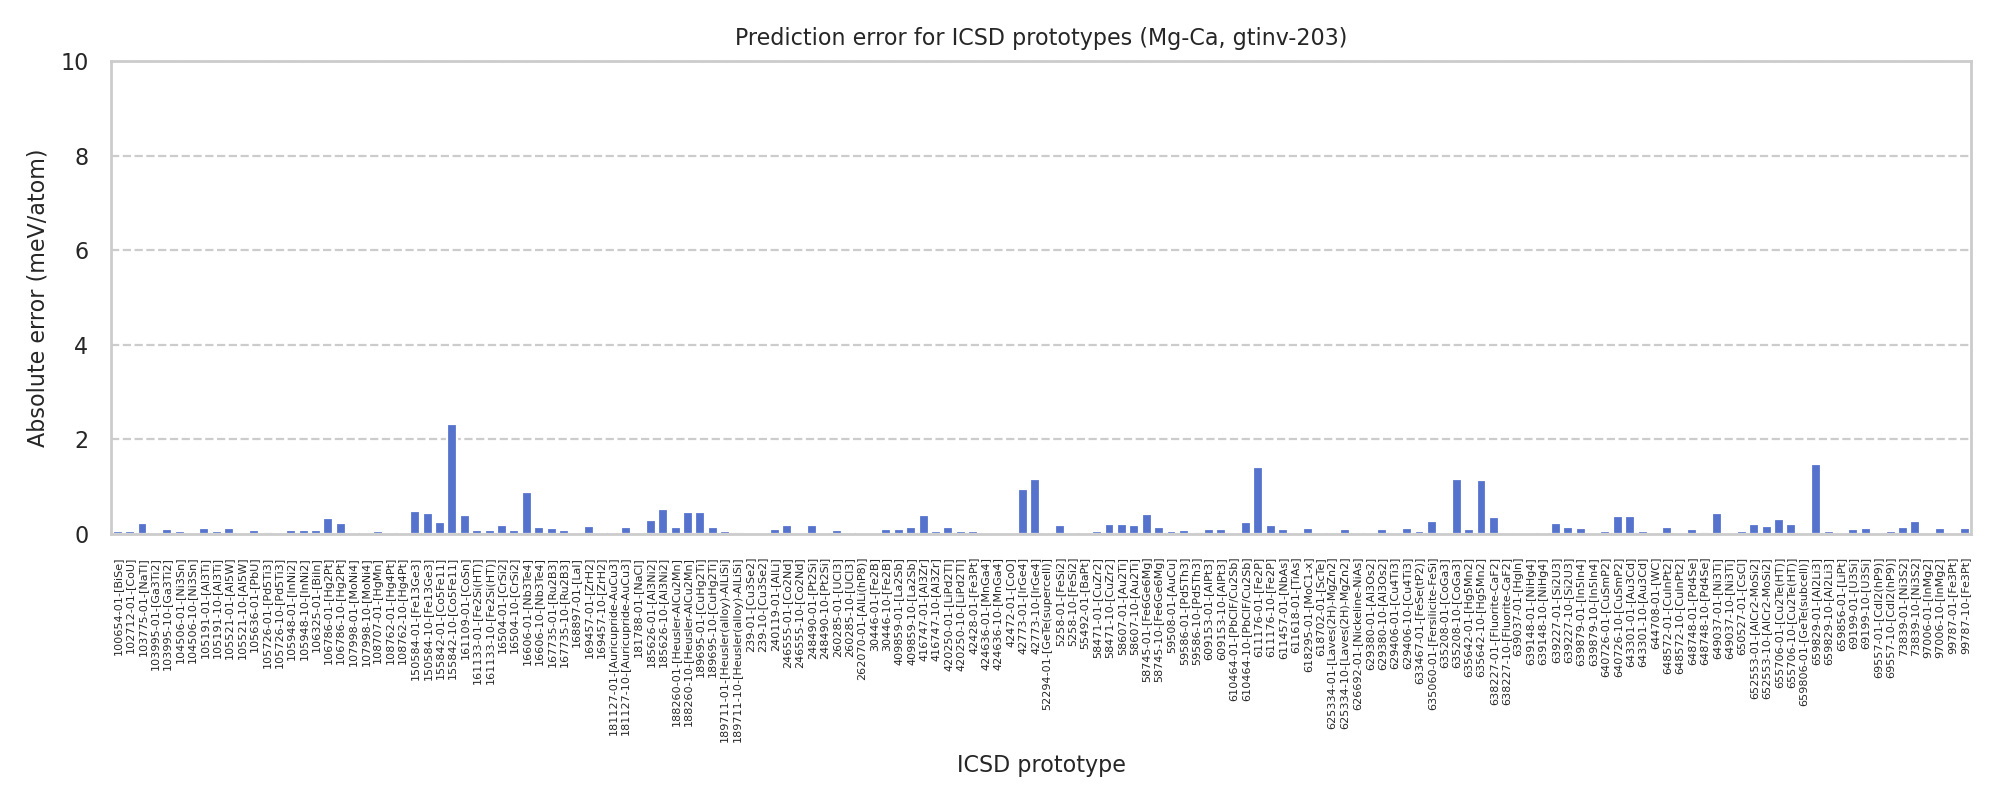 Prediction error for ICSD prototypes (Mg-Ca, gtinv-203)
Absolute error (meV/atom)
10
8
6
4
2
0
100654-01-[BiSe]
102712-01-[CoU]
103775-01-[NaTl]
103995-01-[Ga3Ti2]
103995-10-[Ga3Ti2]
104506-01-[Ni3Sn]
104506-10-[Ni3Sn]
105191-01-[Al3Ti]
105191-10-[Al3Ti]
105521-01-[Al5W]
105521-10-[Al5W]
105636-01-[PbU]
105726-01-[Pd5Ti3]
105726-10-[Pd5Ti3]
105948-01-[InNi2]
105948-10-[InNi2]
106325-01-[BiIn]
106786-01-[Hg2Pt]
106786-10-[Hg2Pt]
107998-01-[MoNi4]
107998-10-[MoNi4]
108707-01-[HgMn]
108762-01-[Hg4Pt]
108762-10-[Hg4Pt]
150584-01-[Fe13Ge3]
150584-10-[Fe13Ge3]
155842-01-[Co5Fe11]
155842-10-[Co5Fe11]
161109-01-[CoSn]
161133-01-[Fe2Si(HT)]
161133-10-[Fe2Si(HT)]
16504-01-[CrSi2]
16504-10-[CrSi2]
16606-01-[Nb3Te4]
16606-10-[Nb3Te4]
167735-01-[Ru2B3]
167735-10-[Ru2B3]
168897-01-[LaI]
169457-01-[ZrH2]
169457-10-[ZrH2]
181127-01-[Auricupride-AuCu3]
181127-10-[Auricupride-AuCu3]
181788-01-[NaCl]
185626-01-[Al3Ni2]
185626-10-[Al3Ni2]
188260-01-[Heusler-AlCu2Mn]
188260-10-[Heusler-AlCu2Mn]
189695-01-[CuHg2Ti]
189695-10-[CuHg2Ti]
189711-01-[Heusler(alloy)-AlLiSi]
189711-10-[Heusler(alloy)-AlLiSi]
239-01-[Cu3Se2]
239-10-[Cu3Se2]
240119-01-[AlLi]
246555-01-[Co2Nd]
246555-10-[Co2Nd]
248490-01-[Pt2Si]
248490-10-[Pt2Si]
260285-01-[UCl3]
260285-10-[UCl3]
262070-01-[AlLi(hP8)]
30446-01-[Fe2B]
30446-10-[Fe2B]
409859-01-[La2Sb]
409859-10-[La2Sb]
416747-01-[Al3Zr]
416747-10-[Al3Zr]
420250-01-[LiPd2Tl]
420250-10-[LiPd2Tl]
42428-01-[Fe3Pt]
424636-01-[MnGa4]
424636-10-[MnGa4]
42472-01-[CoO]
42773-01-[IrGe4]
42773-10-[IrGe4]
52294-01-[GeTe(supercell)]
5258-01-[FeSi2]
5258-10-[FeSi2]
55492-01-[BaPt]
58471-01-[CuZr2]
58471-10-[CuZr2]
58607-01-[Au2Ti]
58607-10-[Au2Ti]
58745-01-[Fe6Ge6Mg]
58745-10-[Fe6Ge6Mg]
59508-01-[AuCu]
59586-01-[Pd5Th3]
59586-10-[Pd5Th3]
609153-01-[AlPt3]
609153-10-[AlPt3]
610464-01-[PbClF/Cu2Sb]
610464-10-[PbClF/Cu2Sb]
611176-01-[Fe2P]
611176-10-[Fe2P]
611457-01-[NbAs]
611618-01-[TiAs]
618295-01-[MoC1-x]
618702-01-[ScTe]
625334-01-[Laves(2H)-MgZn2]
625334-10-[Laves(2H)-MgZn2]
626692-01-[Nickeline-NiAs]
629380-01-[Al3Os2]
629380-10-[Al3Os2]
629406-01-[Cu4Ti3]
629406-10-[Cu4Ti3]
633467-01-[FeSe(tP2)]
635060-01-[Fersilicite-FeSi]
635208-01-[CoGa3]
635208-10-[CoGa3]
635642-01-[Hg5Mn2]
635642-10-[Hg5Mn2]
638227-01-[Fluorite-CaF2]
638227-10-[Fluorite-CaF2]
639037-01-[HgIn]
639148-01-[NiHg4]
639148-10-[NiHg4]
639227-01-[Si2U3]
639227-10-[Si2U3]
639879-01-[In5In4]
639879-10-[In5In4]
640726-01-[CuSmP2]
640726-10-[CuSmP2]
643301-01-[Au3Cd]
643301-10-[Au3Cd]
644708-01-[WC]
648572-01-[CuInPt2]
648572-10-[CuInPt2]
648748-01-[Pd4Se]
648748-10-[Pd4Se]
649037-01-[Ni3Ti]
649037-10-[Ni3Ti]
650527-01-[CsCl]
652553-01-[AlCr2-MoSi2]
652553-10-[AlCr2-MoSi2]
655706-01-[Cu2Te(HT)]
655706-10-[Cu2Te(HT)]
659806-01-[GeTe(subcell)]
659829-01-[Al2Li3]
659829-10-[Al2Li3]
659856-01-[LiPt]
69199-01-[U3Si]
69199-10-[U3Si]
69557-01-[CdI2(hP9)]
69557-10-[CdI2(hP9)]
73839-01-[Ni3S2]
73839-10-[Ni3S2]
97006-01-[InMg2]
97006-10-[InMg2]
99787-01-[Fe3Pt]
99787-10-[Fe3Pt]
ICSD prototype